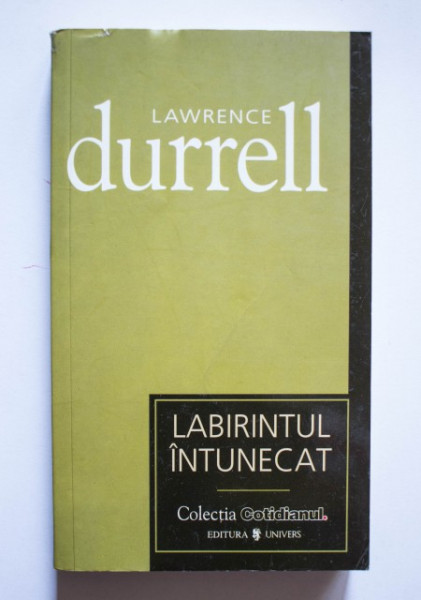 LAWRENCE
durrell
LABIRINTUL
ÎNTUNECAT
Colecția Cotidianul.
EDITURA UNIVERS